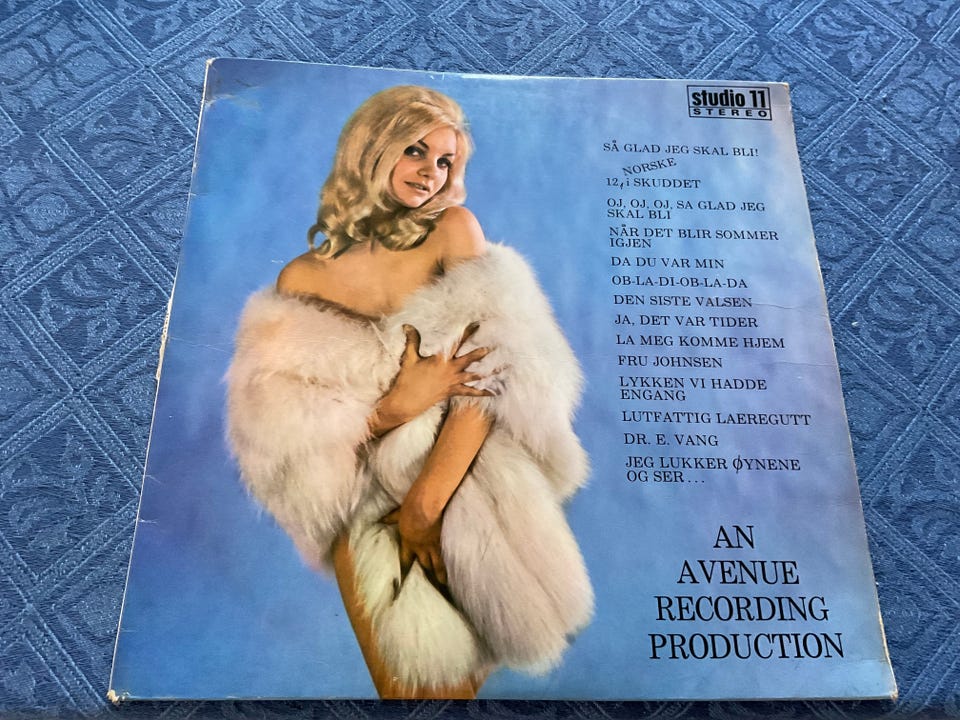 studio 11
STEREO
SÅ GLAD JEG SKAL BLI!
NORSKE
12, i SKUDDET
OJ, OJ, OJ, SA GLAD JEG
SKAL BLI
NÅR DET BLIR SOMMER
IGJEN
DA DU VAR MIN
OB-LA-DI-OB-LA-DA
DEN SISTE VALSEN
JA, DET VAR TIDER
LA MEG KOMME HJEM
FRU JOHNSEN
LYKKEN VI HADDE
ENGANG
LUTFATTIG LAEREGUTT
DR. E. VANG
JEG LUKKER ØYNENE
OG SER...
AN
AVENUE
RECORDING
PRODUCTION